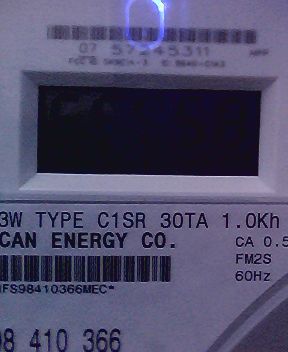 07 57245311
3W TYPE C1SR 30TA 1.0Kh
CAN ENERGY CO.
CA 0.5
FM2S
60Hz
IFS98410366MEC*
98 410 366